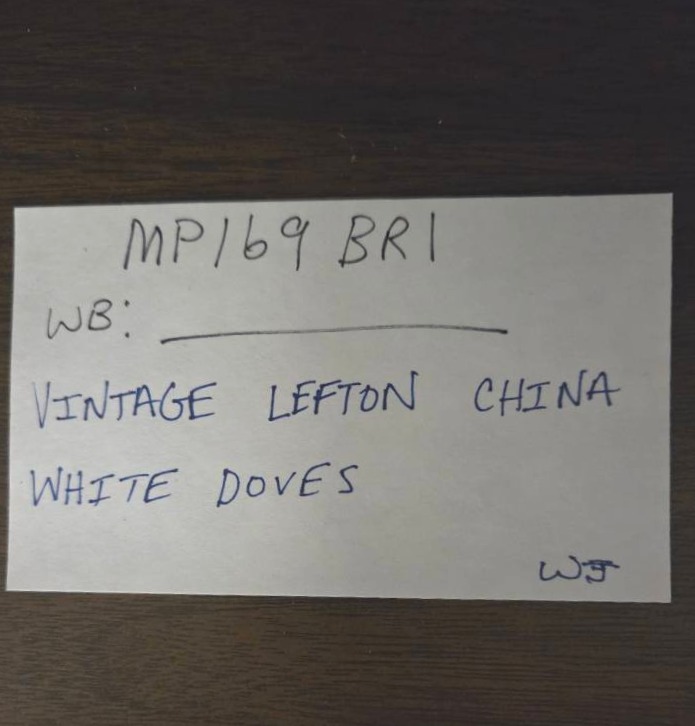 MP169 BR1
WB: ___________
VINTAGE LEFTON CHINA
WHITE DOVES
WJ